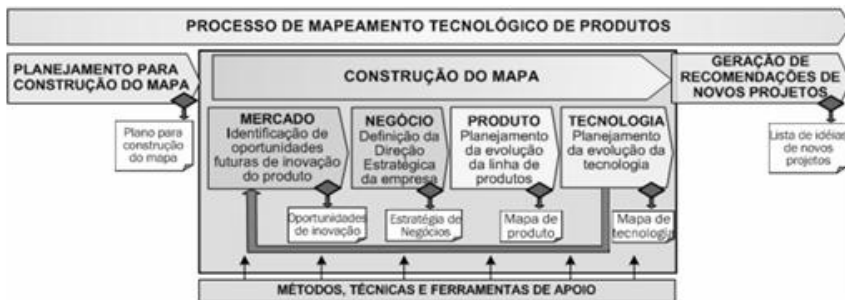 PROCESSO DE MAPEAMENTO TECNOLÓGICO DE PRODUTOS
PLANEJAMENTO PARA
CONSTRUÇÃO DO MAPA
Plano para
construção
do mapa
CONSTRUÇÃO DO MAPA
MERCADO
Identificação de
oportunidades
futuras de inovação
do produto
Oportunidades
de inovação
NEGÓCIO
Definição da
Direção
Estratégica
da empresa
Estratégia de
Negócios
PRODUTO
Planejamento
da evolução
da linha de
produtos
Mapa de
produto
TECNOLOGIA
Planejamento
da evolução da
tecnologia
Mapa de
tecnologia
GERAÇÃO DE
RECOMENDAÇÕES DE
NOVOS PROJETOS
Lista de idéias
de novos
projetos
MÉTODOS, TÉCNICAS E FERRAMENTAS DE APOIO